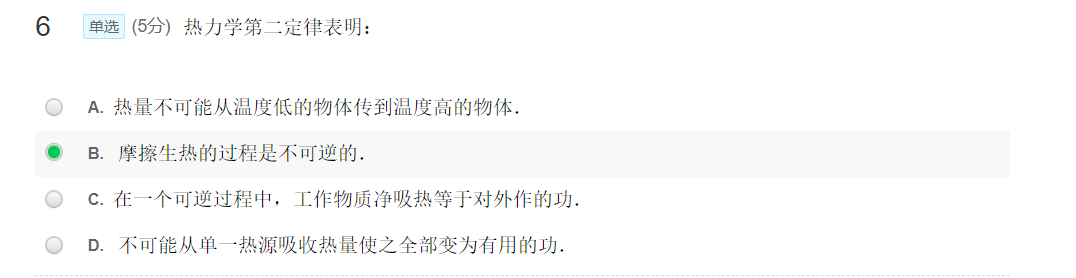 6 单选 (5分) 热力学第二定律表明：
A. 热量不可能从温度低的物体传到温度高的物体．
B. 摩擦生热的过程是不可逆的．
C. 在一个可逆过程中，工作物质净吸热等于对外作的功．
D. 不可能从单一热源吸收热量使之全部变为有用的功．